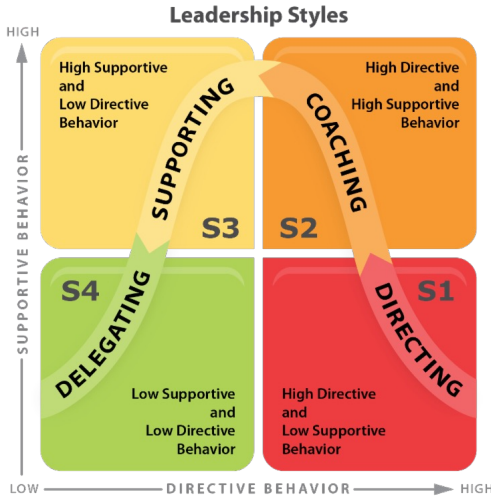 Leadership Styles
HIGH
SUPPORTIVE BEHAVIOR
High Supportive
and
Low Directive
Behavior
SUPPORTING
S3
High Directive
and
High Supportive
Behavior
COACHING
S2
S4
DELEGATING
Low Supportive
and
Low Directive
Behavior
S1
DIRECTING
High Directive
and
Low Supportive
Behavior
LOW
DIRECTIVE BEHAVIOR
HIGH